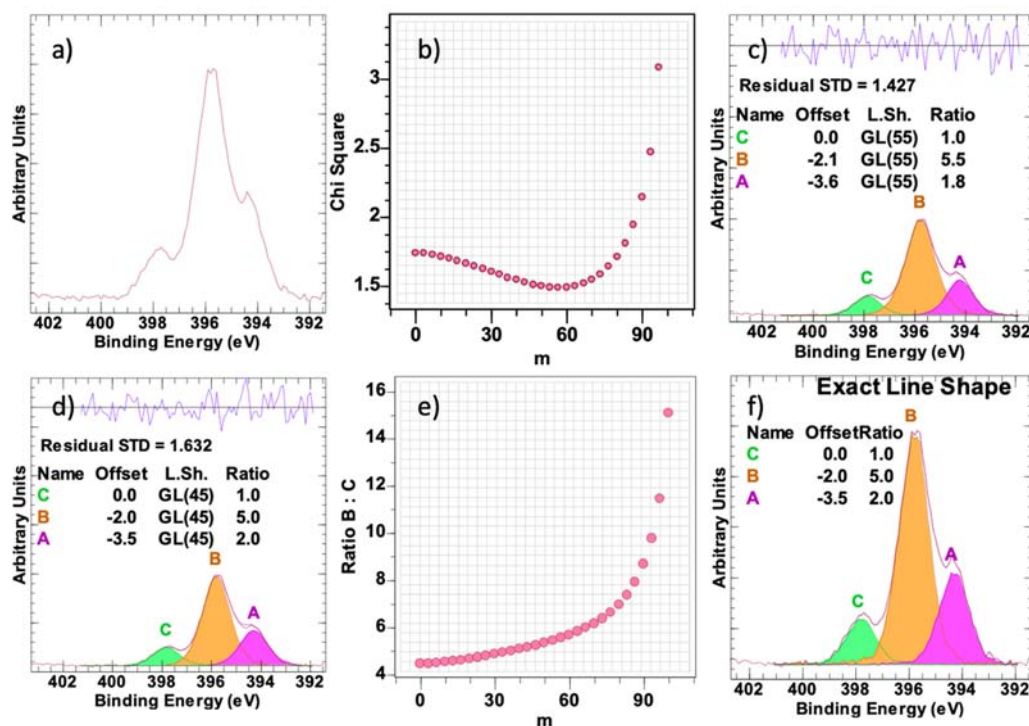 a)
Arbitrary Units
402 400 398 396 394 392
Binding Energy (eV)
b)
Chi Square
3
2.5
2
1.5
0 30 60 90
m
c)
Residual STD = 1.427
Name Offset L.Sh. Ratio
C 0.0 GL(55) 1.0
B -2.1 GL(55) 5.5
A -3.6 GL(55) 1.8
B
A
C
Arbitrary Units
402 400 398 396 394 392
Binding Energy (eV)
d)
Residual STD = 1.632
Name Offset L.Sh. Ratio
C 0.0 GL(45) 1.0
B -2.0 GL(45) 5.0
A -3.5 GL(45) 2.0
B
A
C
Arbitrary Units
402 400 398 396 394 392
Binding Energy (eV)
e)
Ratio B : C
16
14
12
10
8
6
4
0 20 40 60 80
m
f)
Exact Line Shape
Name Offset Ratio
C 0.0 1.0
B -2.0 5.0
A -3.5 2.0
B
A
C
Arbitrary Units
402 400 398 396 394 392
Binding Energy (eV)